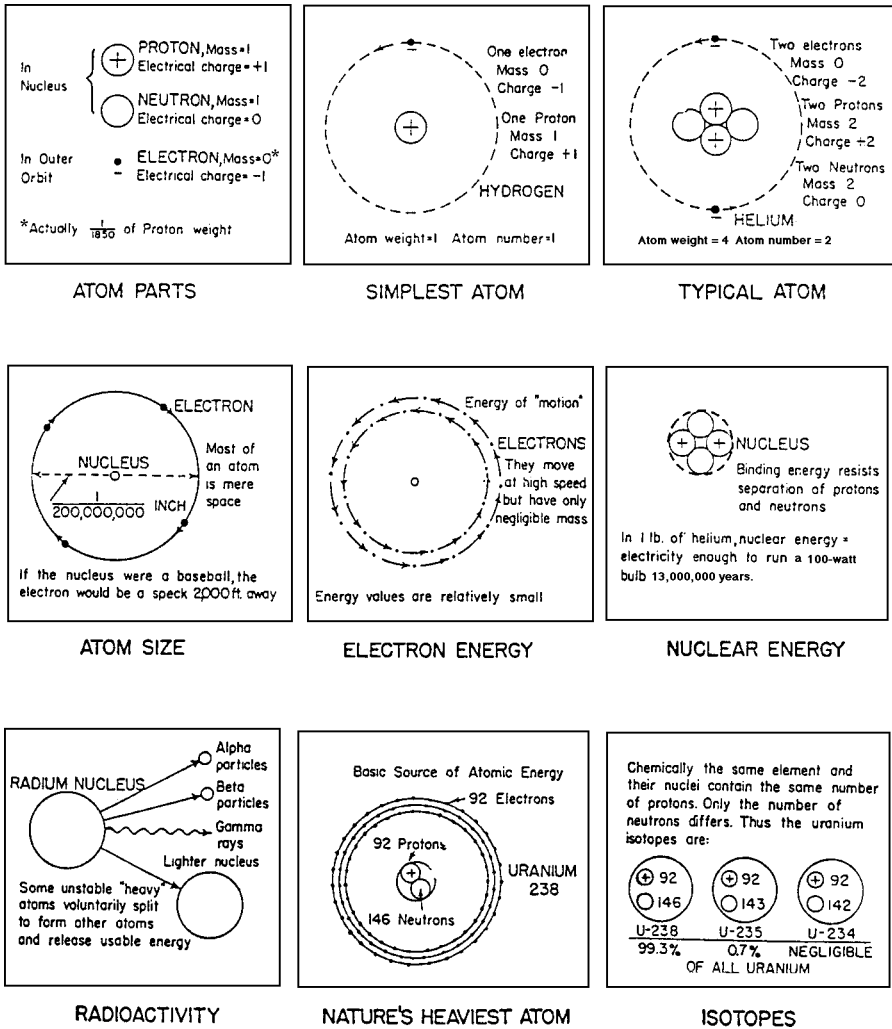 In
Nucleus
+
PROTON, Mass=1
Electrical charge=+1
NEUTRON, Mass=1
Electrical charge=0
In Outer
Orbit
−
ELECTRON, Mass=0*
Electrical charge=-1
*Actually 1/1850 of Proton weight
ATOM PARTS
−
+
One electron
Mass 0
Charge -1
One Proton
Mass 1
Charge +1
HYDROGEN
Atom weight=1 Atom number=1
SIMPLEST ATOM
−
+
+
−
Two electrons
Mass 0
Charge -2
Two Protons
Mass 2
Charge +2
Two Neutrons
Mass 2
Charge 0
HELIUM
Atom weight = 4 Atom number = 2
TYPICAL ATOM
ELECTRON
NUCLEUS
1/200,000,000 INCH
Most of
an atom
is mere
space
If the nucleus were a baseball, the
electron would be a speck 2,000 ft. away
ATOM SIZE
Energy of "motion"
ELECTRONS
They move
at high speed
but have only
negligible mass
Energy values are relatively small
ELECTRON ENERGY
+ +
NUCLEUS
Binding energy resists
separation of protons
and neutrons
In 1 lb. of helium, nuclear energy =
electricity enough to run a 100-watt
bulb 13,000,000 years.
NUCLEAR ENERGY
RADIUM NUCLEUS
Alpha
particles
Beta
particles
Gamma
rays
Lighter nucleus
Some unstable "heavy"
atoms voluntarily split
to form other atoms
and release usable energy
RADIOACTIVITY
Basic Source of Atomic Energy
92 Electrons
92 Protons
+
146 Neutrons
URANIUM
238
NATURE'S HEAVIEST ATOM
Chemically the same element and
their nuclei contain the same number
of protons. Only the number of
neutrons differs. Thus the uranium
isotopes are:
+ 92 + 92 + 92
146 143 142
U-238 U-235 U-234
99.3% 0.7% NEGLIGIBLE
OF ALL URANIUM
ISOTOPES